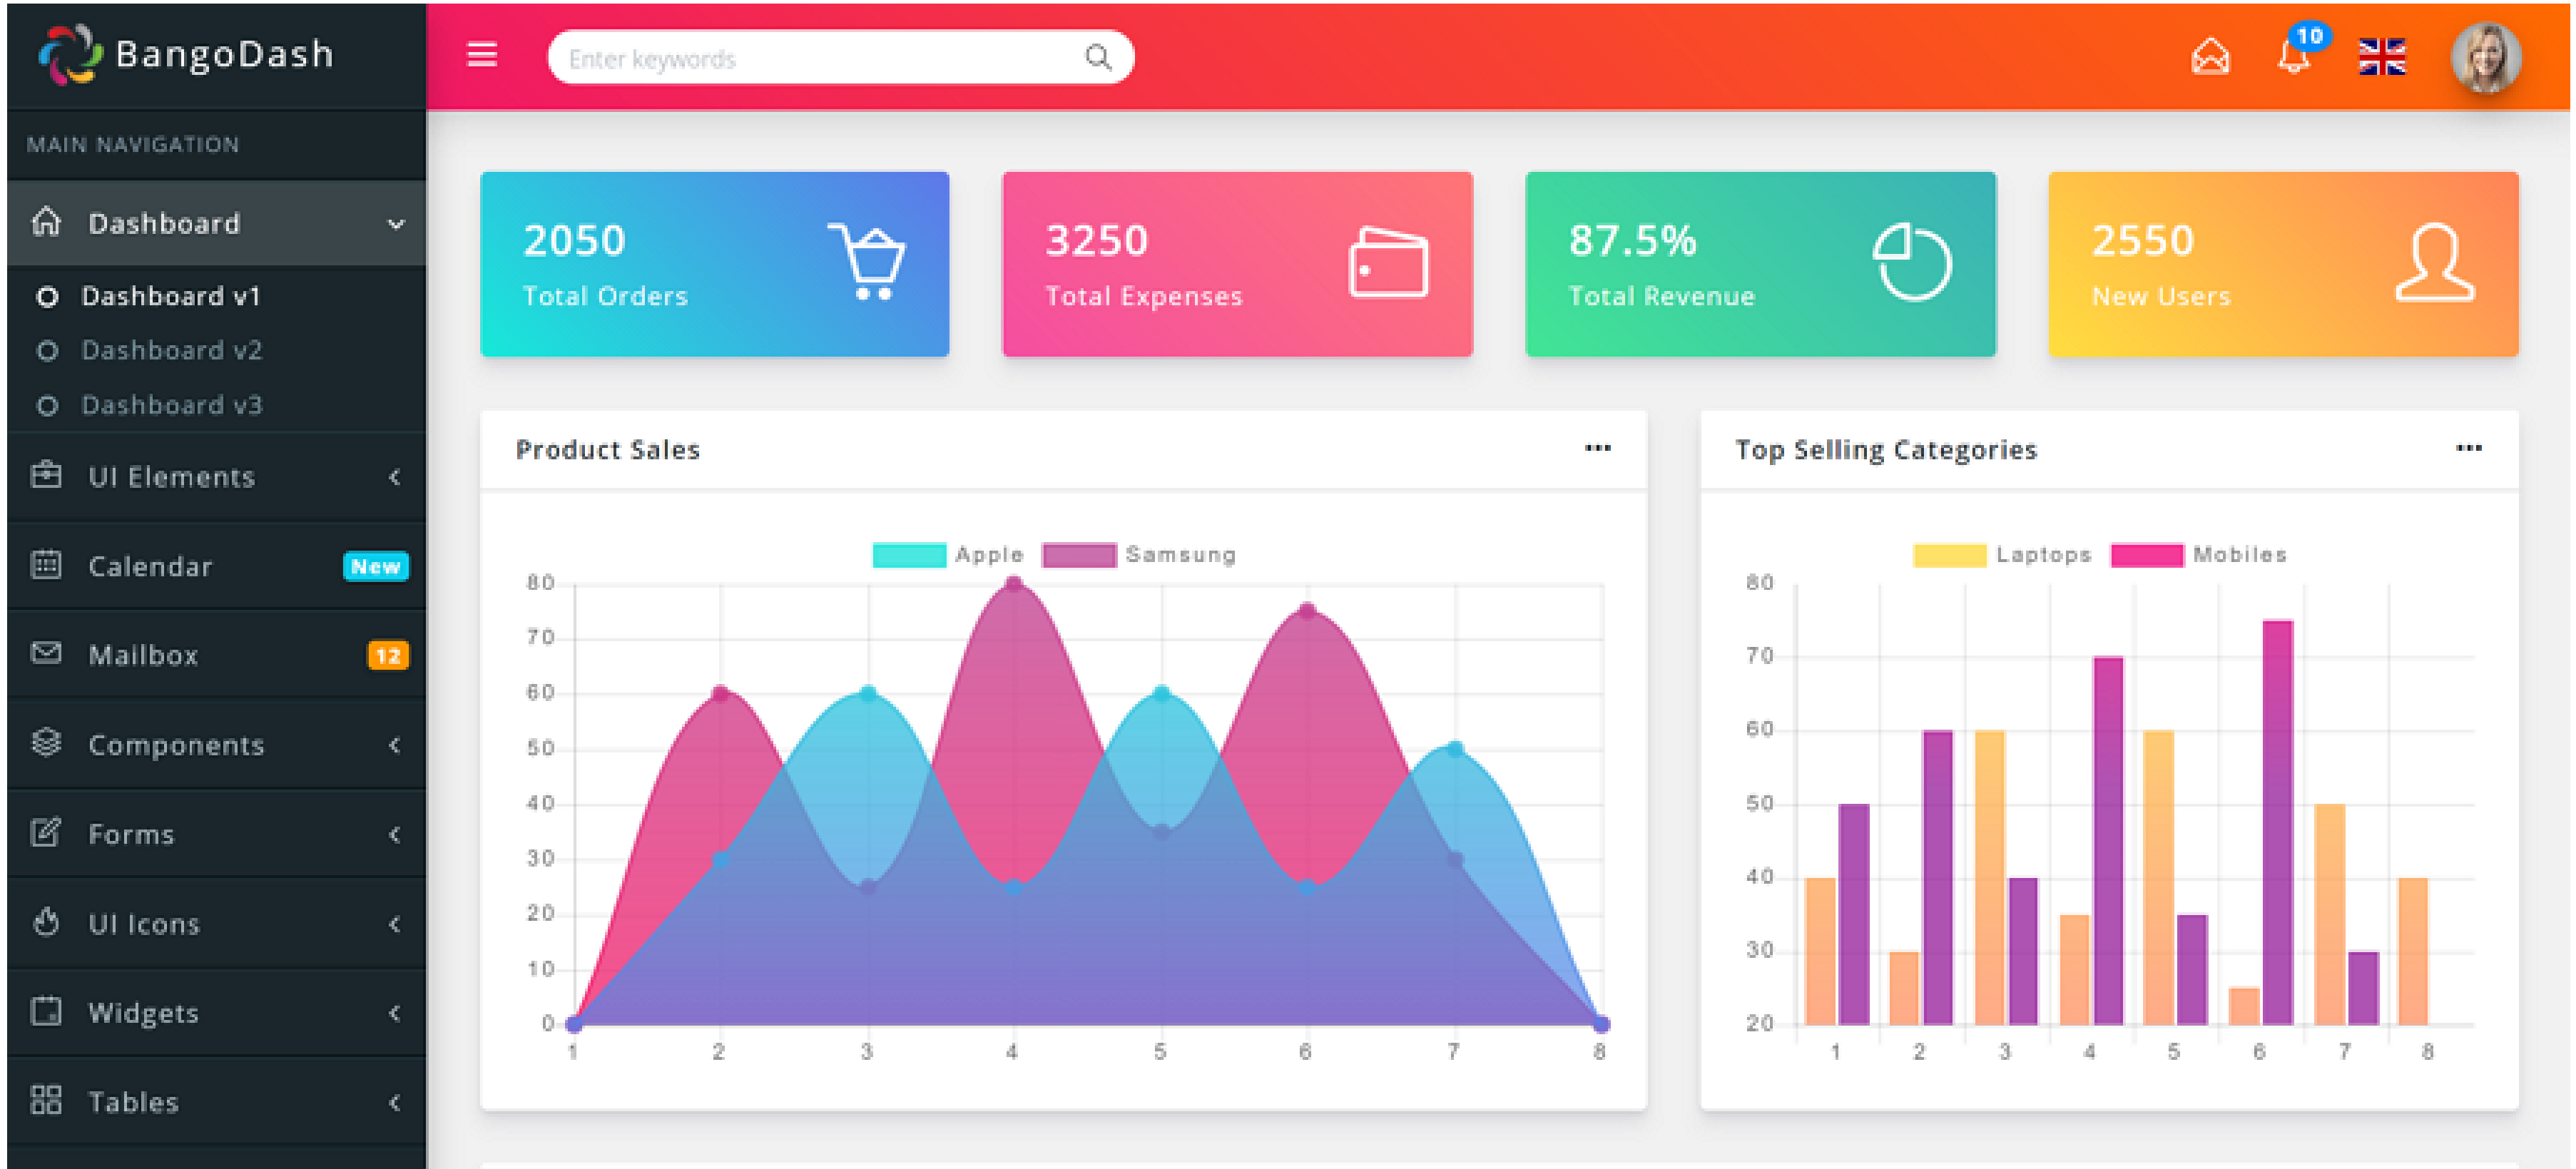 BangoDash
Enter keywords
10
MAIN NAVIGATION
Dashboard
Dashboard v1
Dashboard v2
Dashboard v3
UI Elements
Calendar New
Mailbox 12
Components
Forms
UI Icons
Widgets
Tables
2050
Total Orders
3250
Total Expenses
87.5%
Total Revenue
2550
New Users
Product Sales
Apple Samsung
80
70
60
50
40
30
20
10
0
1 2 3 4 5 6 7 8
Top Selling Categories
Laptops Mobiles
80
70
60
50
40
30
20
1 2 3 4 5 6 7 8